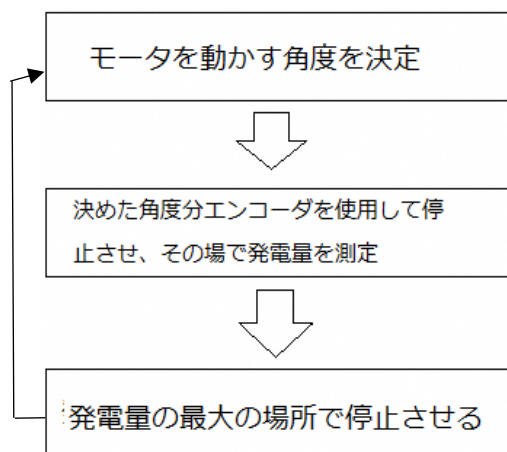 モータを動かす角度を決定
決めた角度分エンコーダを使用して停
止させ、その場で発電量を測定
発電量の最大の場所で停止させる